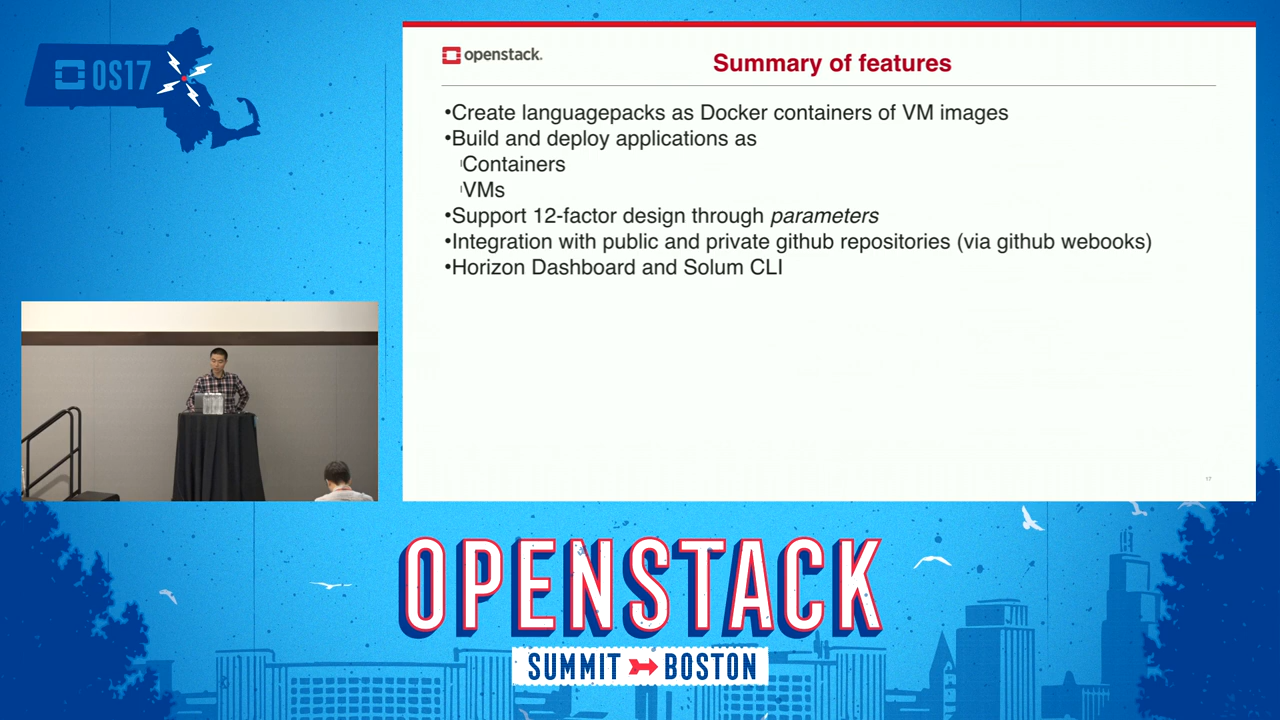 OS17
openstack.
Summary of features
•Create languagepacks as Docker containers of VM images
•Build and deploy applications as
Containers
VMs
•Support 12-factor design through parameters
•Integration with public and private github repositories (via github webooks)
•Horizon Dashboard and Solum CLI
17
OPENSTACK
SUMMIT BOSTON